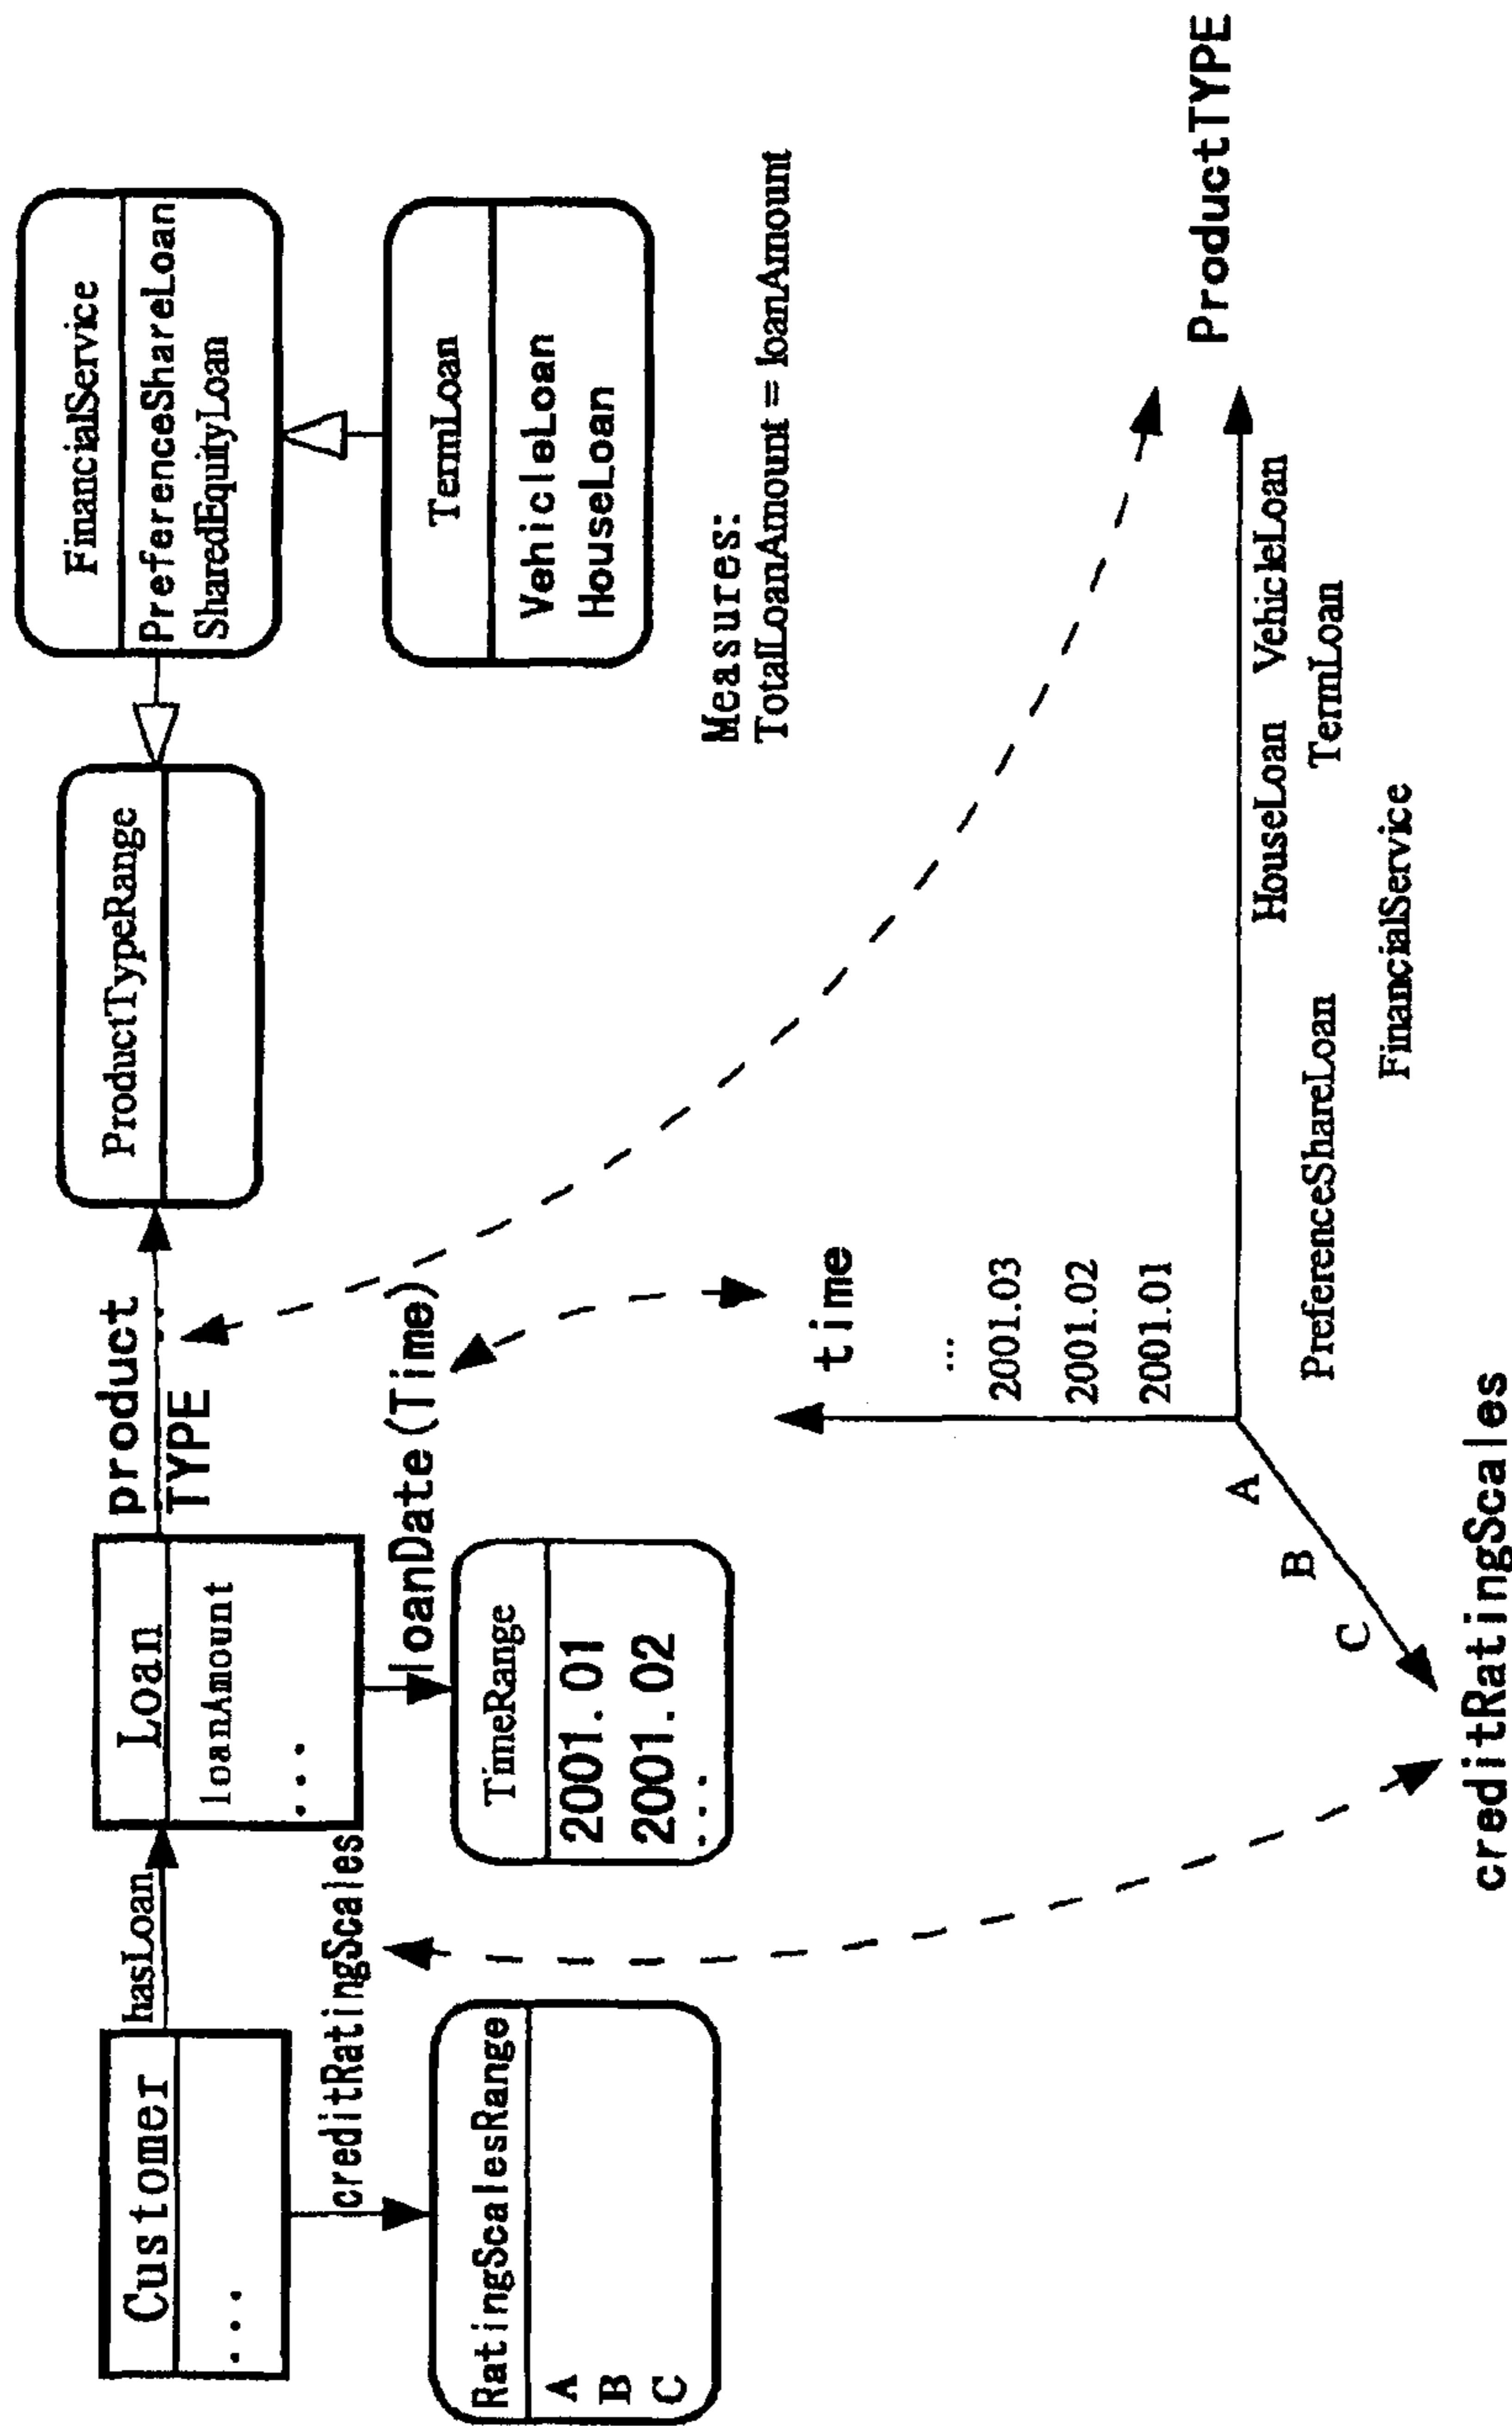 Customer
...
hasLoan
Loan
loanAmount
...
product
TYPE
ProductTypeRange
FinancialService
PreferenceShareLoan
SharedEquityLoan
creditRatingScales
RatingScalesRange
A
B
C
loanDate(Time)
TimeRange
2001.01
2001.02
...
TermLoan
VehicleLoan
HouseLoan
Measures:
TotalLoanAmount = loanAmount
time
...
2001.03
2001.02
2001.01
A
B
C
creditRatingScales
HouseLoan VehicleLoan
PreferenceShareLoan
TermLoan
FinancialService
ProductTYPE